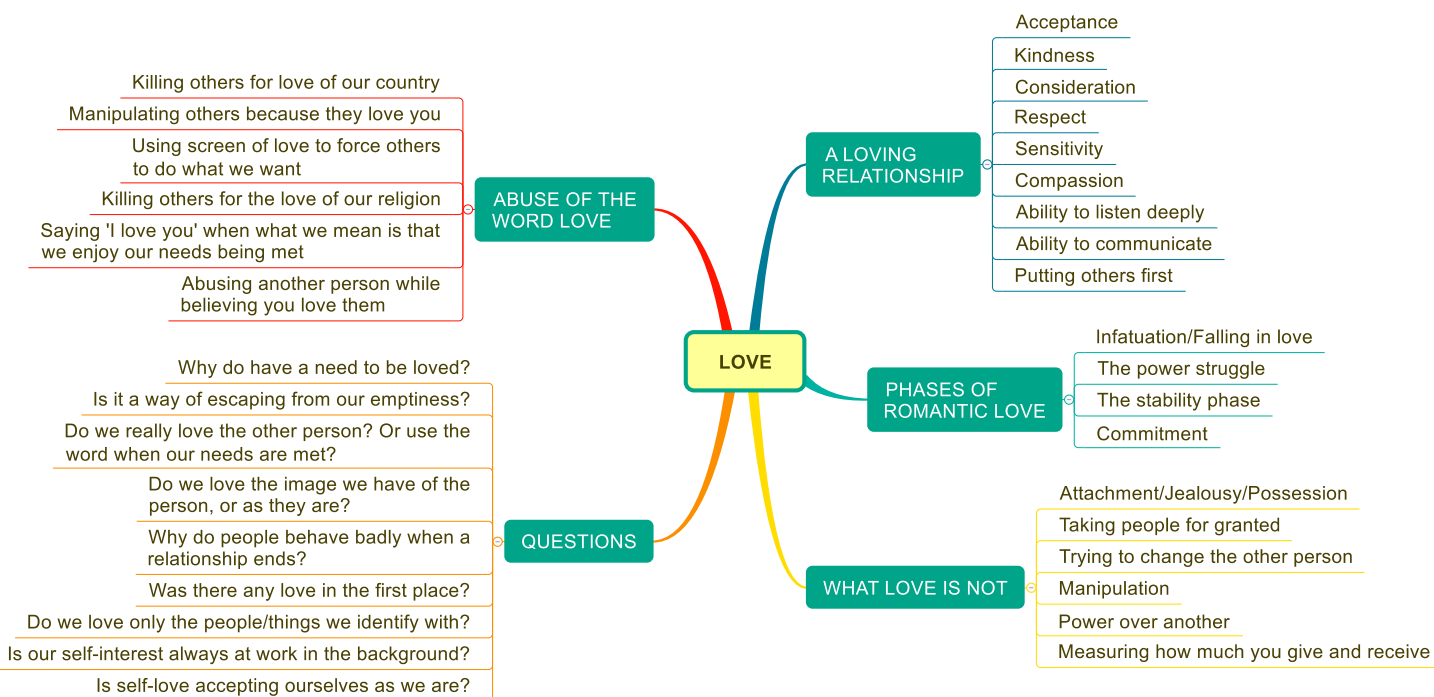 LOVE
A LOVING
RELATIONSHIP
Acceptance
Kindness
Consideration
Respect
Sensitivity
Compassion
Ability to listen deeply
Ability to communicate
Putting others first
PHASES OF
ROMANTIC LOVE
Infatuation/Falling in love
The power struggle
The stability phase
Commitment
WHAT LOVE IS NOT
Attachment/Jealousy/Possession
Taking people for granted
Trying to change the other person
Manipulation
Power over another
Measuring how much you give and receive
ABUSE OF THE
WORD LOVE
Killing others for love of our country
Manipulating others because they love you
Using screen of love to force others
to do what we want
Killing others for the love of our religion
Saying 'I love you' when what we mean is that
we enjoy our needs being met
Abusing another person while
believing you love them
QUESTIONS
Why do have a need to be loved?
Is it a way of escaping from our emptiness?
Do we really love the other person? Or use the
word when our needs are met?
Do we love the image we have of the
person, or as they are?
Why do people behave badly when a
relationship ends?
Was there any love in the first place?
Do we love only the people/things we identify with?
Is our self-interest always at work in the background?
Is self-love accepting ourselves as we are?